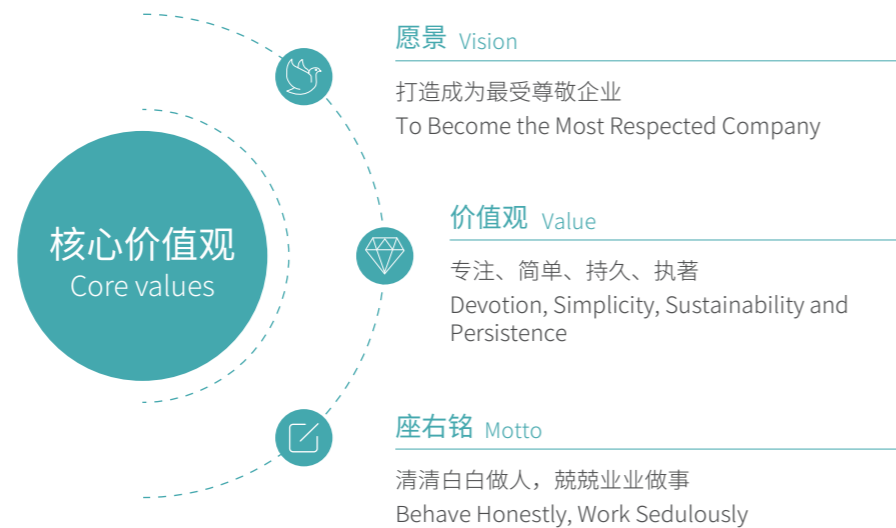 核心价值观
Core values
愿景 Vision
打造成为最受尊敬企业
To Become the Most Respected Company
价值观 Value
专注、简单、持久、执著
Devotion, Simplicity, Sustainability and
Persistence
座右铭 Motto
清清白白做人，兢兢业业做事
Behave Honestly, Work Sedulously